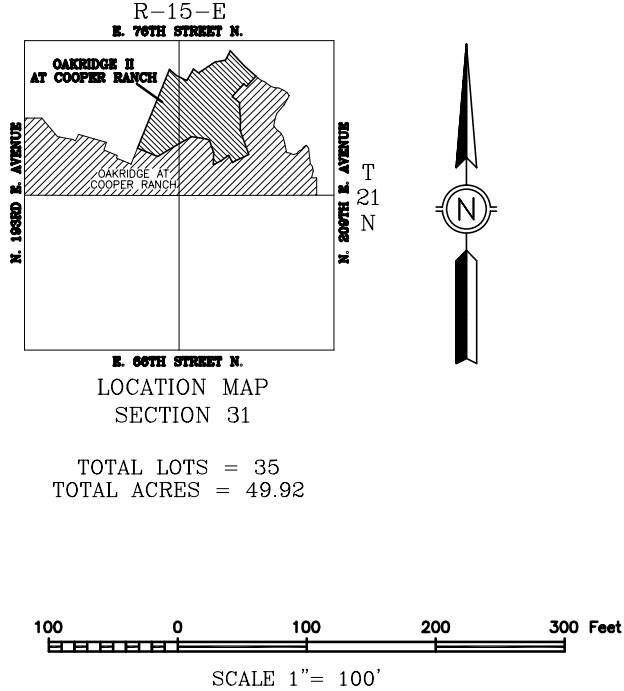 R-15-E
E. 76TH STREET N.
OAKRIDGE II
AT COOPER RANCH
N. 193RD E. AVENUE
OAKRIDGE AT
COOPER RANCH
N. 209TH E. AVENUE
T
21
N
N
E. 66TH STREET N.
LOCATION MAP
SECTION 31
TOTAL LOTS = 35
TOTAL ACRES = 49.92
100 0 100 200 300 Feet
SCALE 1"= 100'